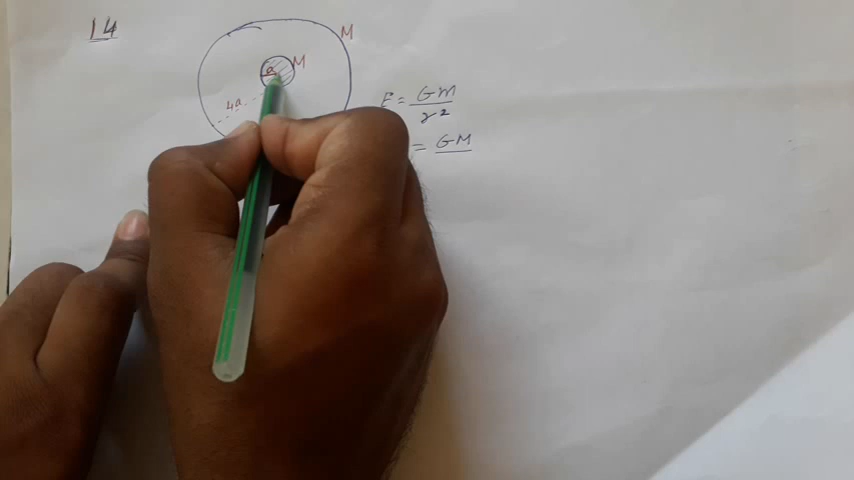 14
M
M
a
4a
E = GM
r²
= GM